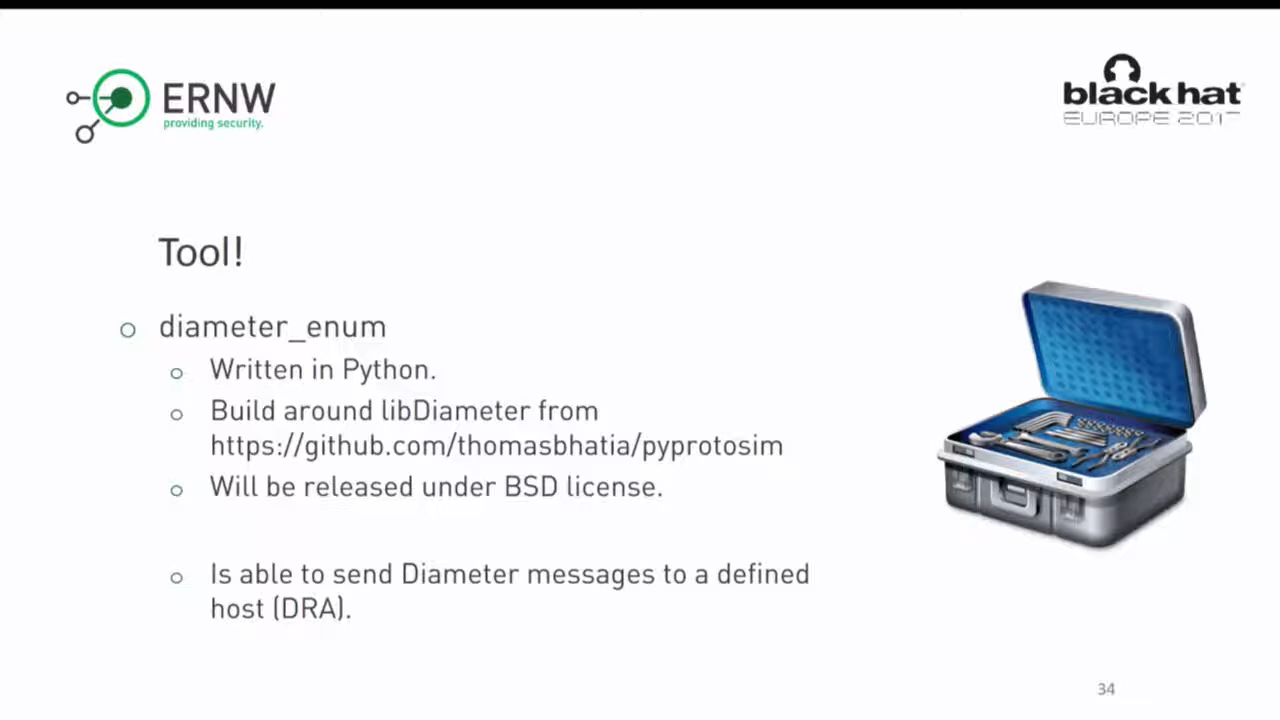 ERNW
providing security.
black hat
EUROPE 2017
Tool!
diameter_enum
Written in Python.
Build around libDiameter from
https://github.com/thomasbhatia/pyprotosim
Will be released under BSD license.
Is able to send Diameter messages to a defined
host (DRA).
34